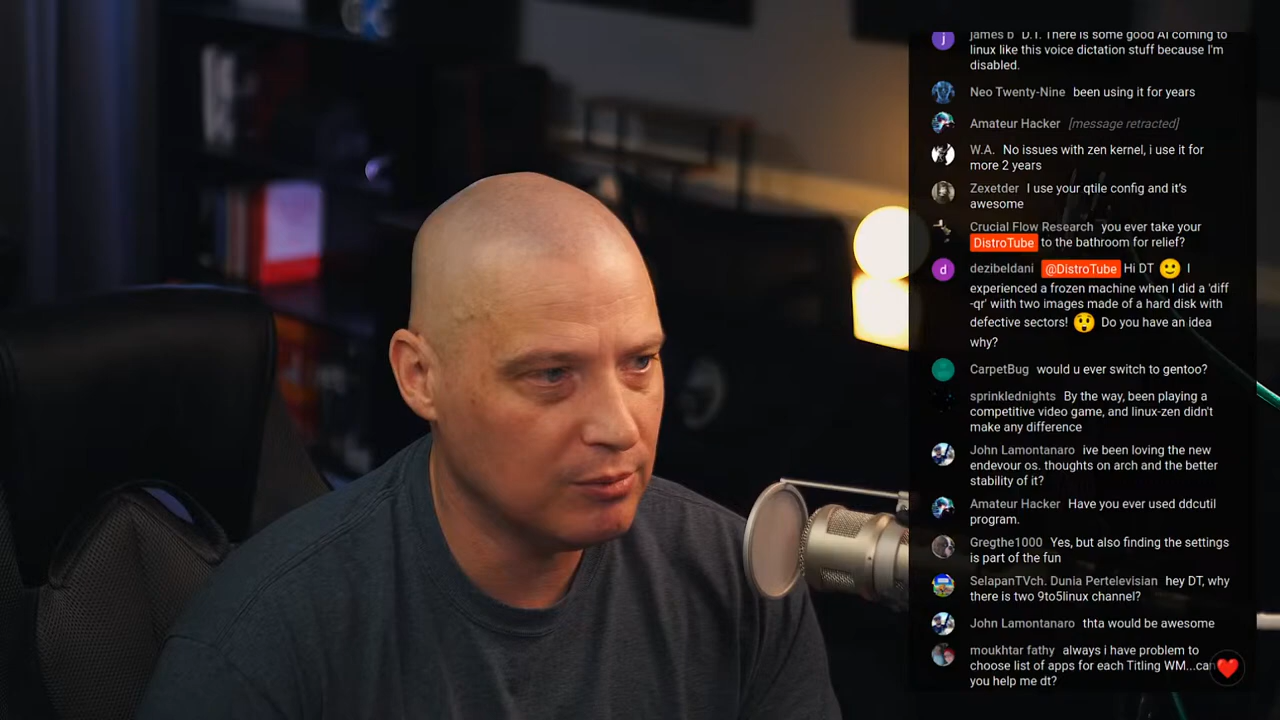 j james b D.T. There is some good AI coming to
linux like this voice dictation stuff because I'm
disabled.
Neo Twenty-Nine been using it for years
Amateur Hacker [message retracted]
W.A. No issues with zen kernel, i use it for
more 2 years
Zexetder I use your qtile config and it's
awesome
Crucial Flow Research you ever take your
DistroTube to the bathroom for relief?
d dezibeldani @DistroTube Hi DT 🙂 I
experienced a frozen machine when I did a 'diff
-qr' wiith two images made of a hard disk with
defective sectors! 😲 Do you have an idea
why?
CarpetBug would u ever switch to gentoo?
sprinklednights By the way, been playing a
competitive video game, and linux-zen didn't
make any difference
John Lamontanaro ive been loving the new
endevour os. thoughts on arch and the better
stability of it?
Amateur Hacker Have you ever used ddcutil
program.
Gregthe1000 Yes, but also finding the settings
is part of the fun
SelapanTVch. Dunia Pertelevisian hey DT, why
there is two 9to5linux channel?
John Lamontanaro thta would be awesome
moukhtar fathy always i have problem to
choose list of apps for each Titling WM...can
you help me dt?